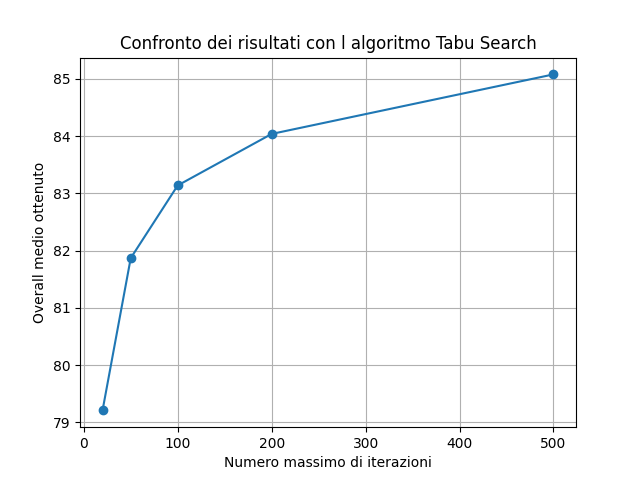 Confronto dei risultati con l algoritmo Tabu Search
Overall medio ottenuto
85
84
83
82
81
80
79
0 100 200 300 400 500
Numero massimo di iterazioni